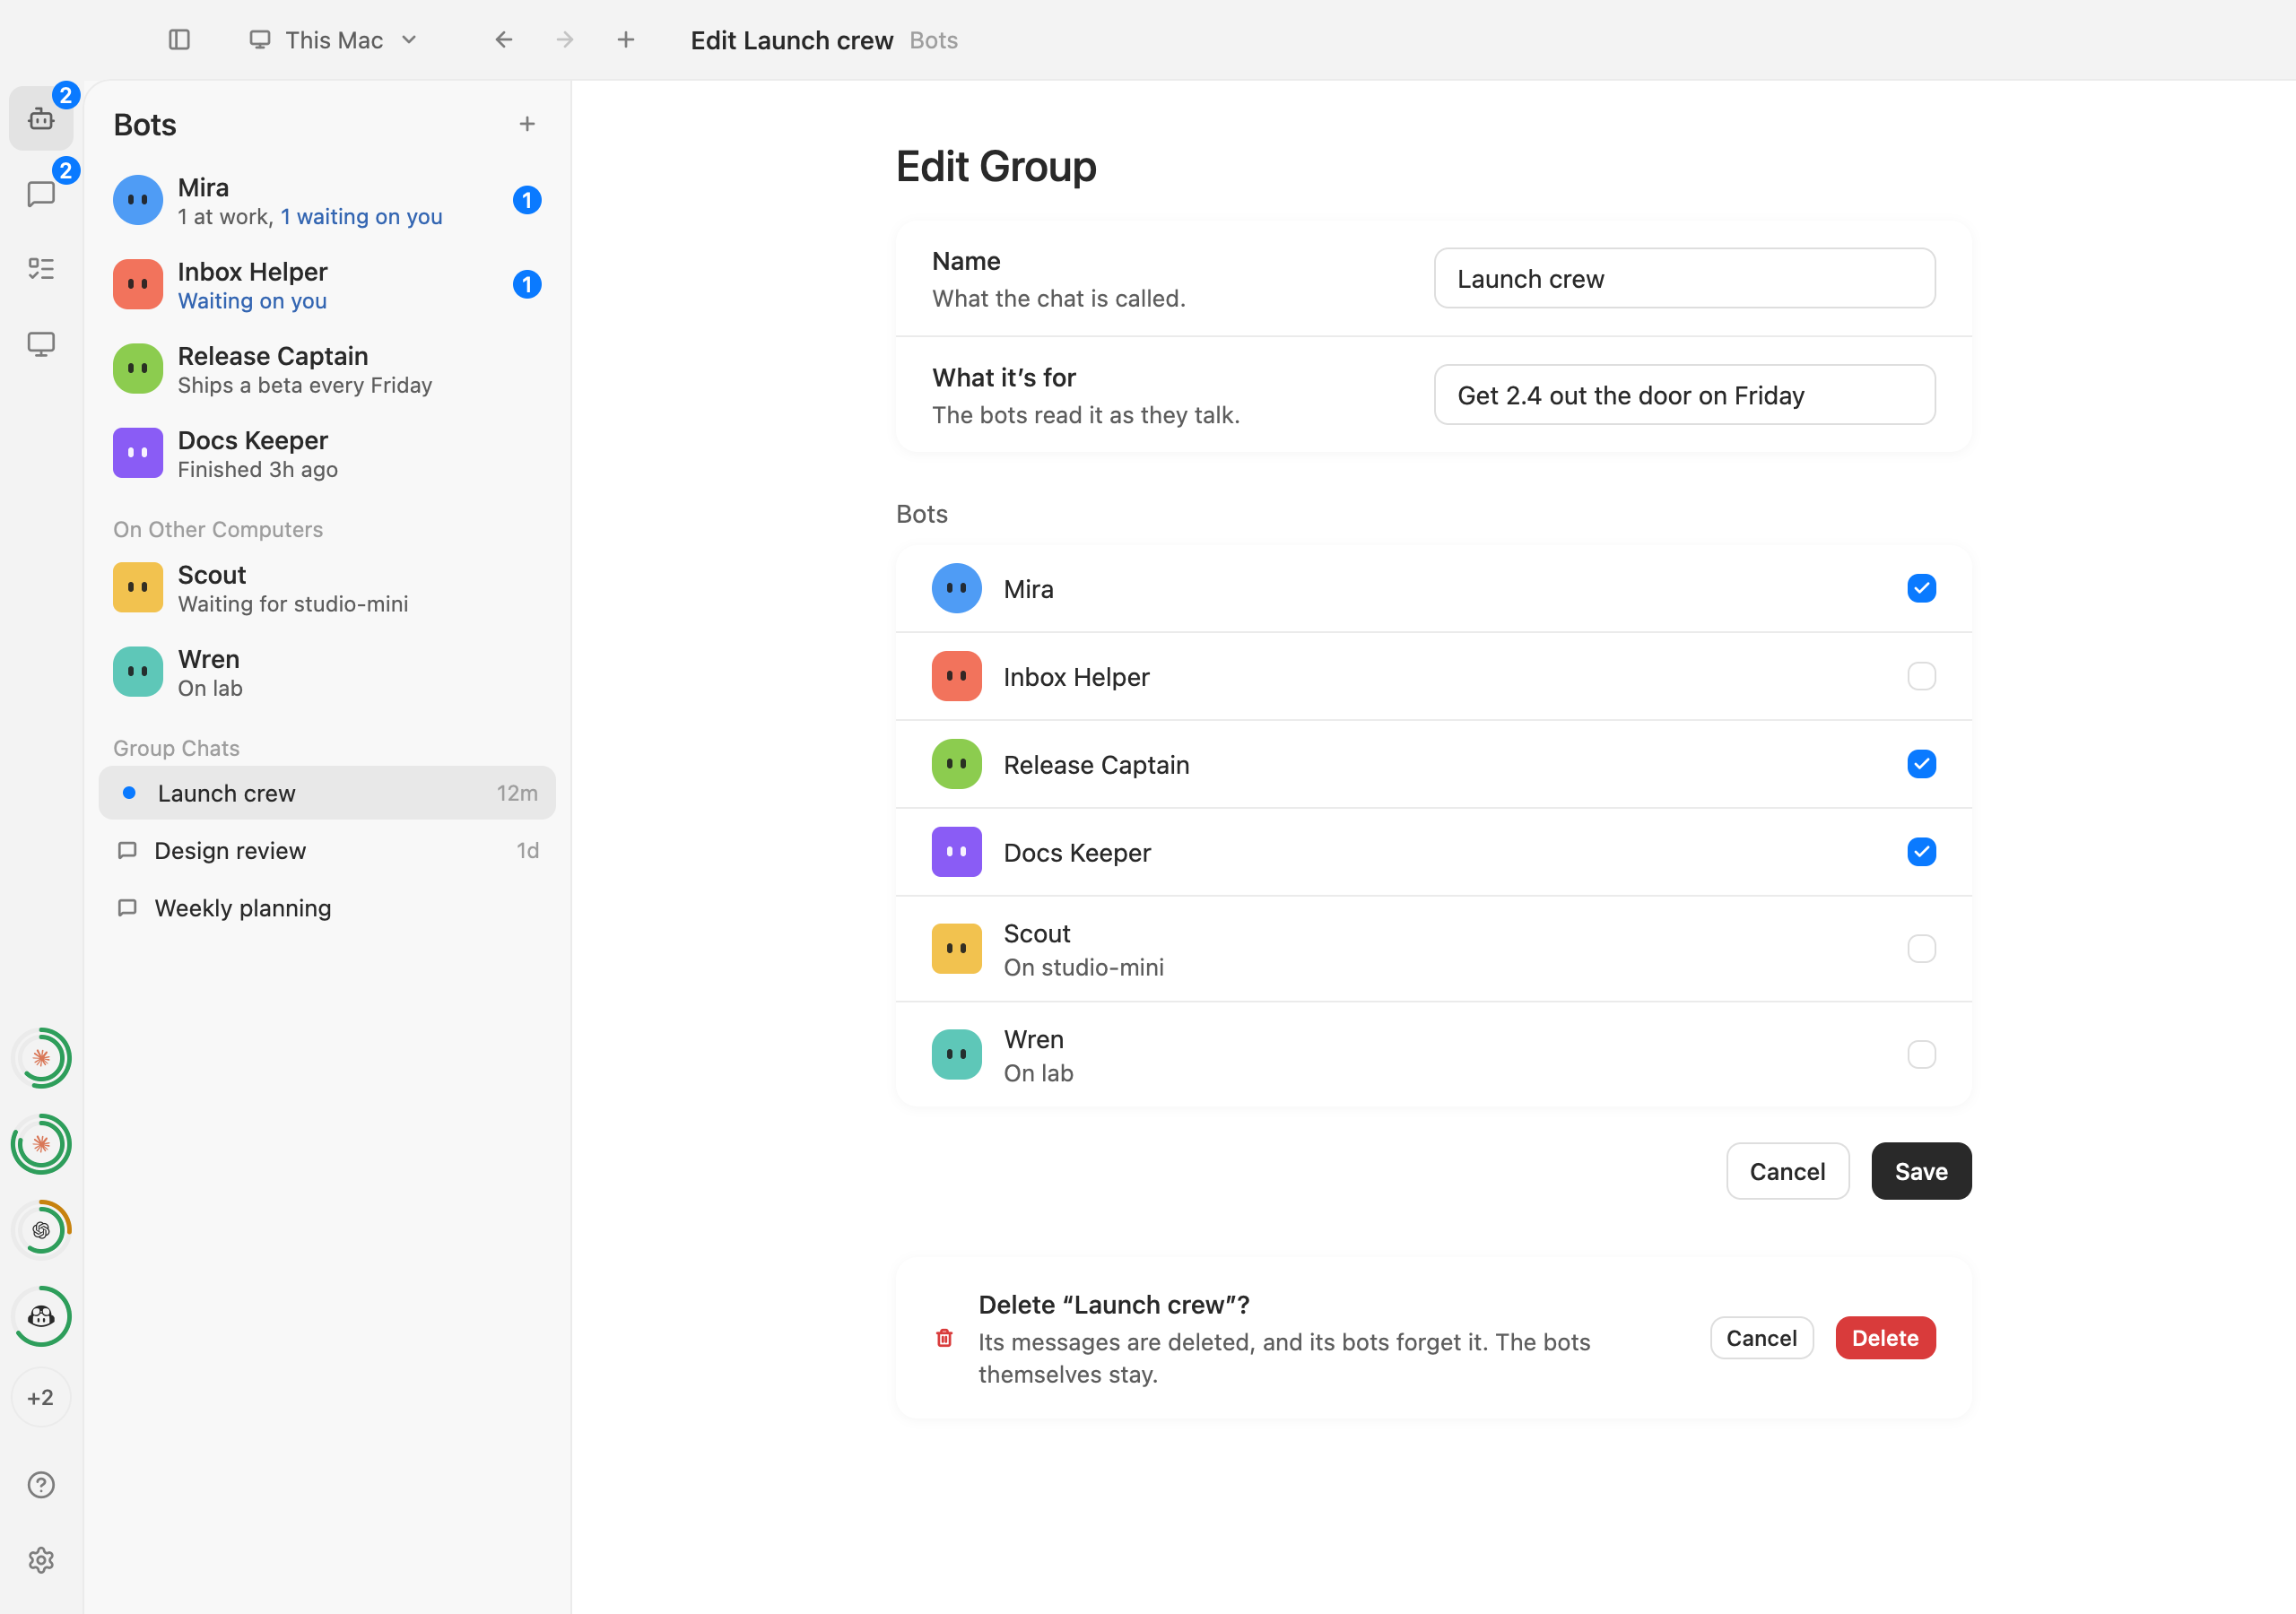 This Mac
Edit Launch crew Bots
2
2
Bots
Mira
1 at work, 1 waiting on you
1
Inbox Helper
Waiting on you
1
Release Captain
Ships a beta every Friday
Docs Keeper
Finished 3h ago
On Other Computers
Scout
Waiting for studio-mini
Wren
On lab
Group Chats
Launch crew 12m
Design review 1d
Weekly planning
+2
Edit Group
Name
What the chat is called.
Launch crew
What it’s for
The bots read it as they talk.
Get 2.4 out the door on Friday
Bots
Mira
Inbox Helper
Release Captain
Docs Keeper
Scout
On studio-mini
Wren
On lab
Cancel
Save
Delete “Launch crew”?
Its messages are deleted, and its bots forget it. The bots
themselves stay.
Cancel
Delete